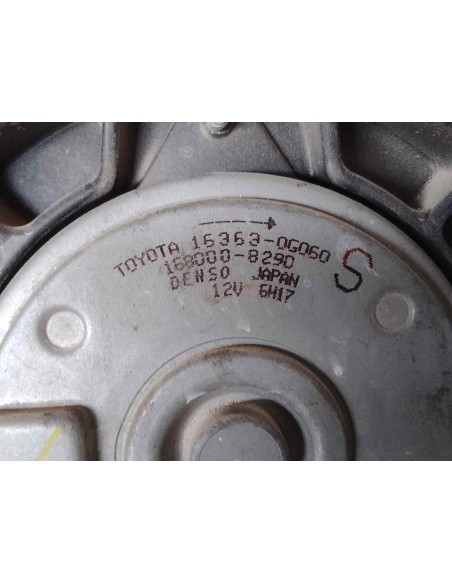 TOYOTA 16363-0G060
168000-8290
DENSO JAPAN
12V 6H17
S